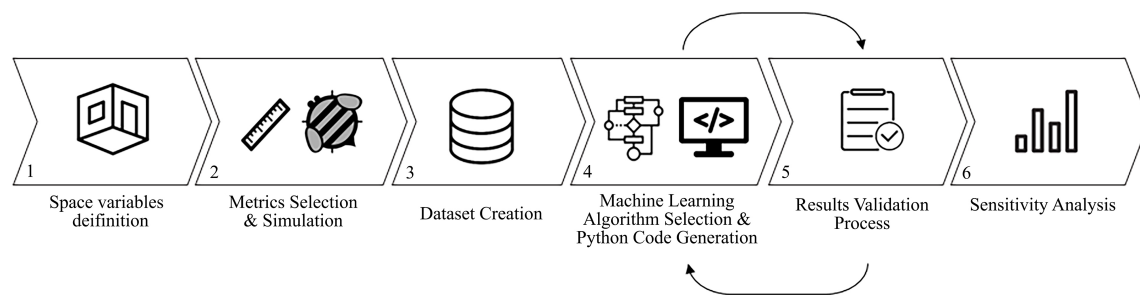 </>
1
2
3
4
5
6
Space variables
deifinition
Metrics Selection
& Simulation
Dataset Creation
Machine Learning
Algorithm Selection &
Python Code Generation
Results Validation
Process
Sensitivity Analysis